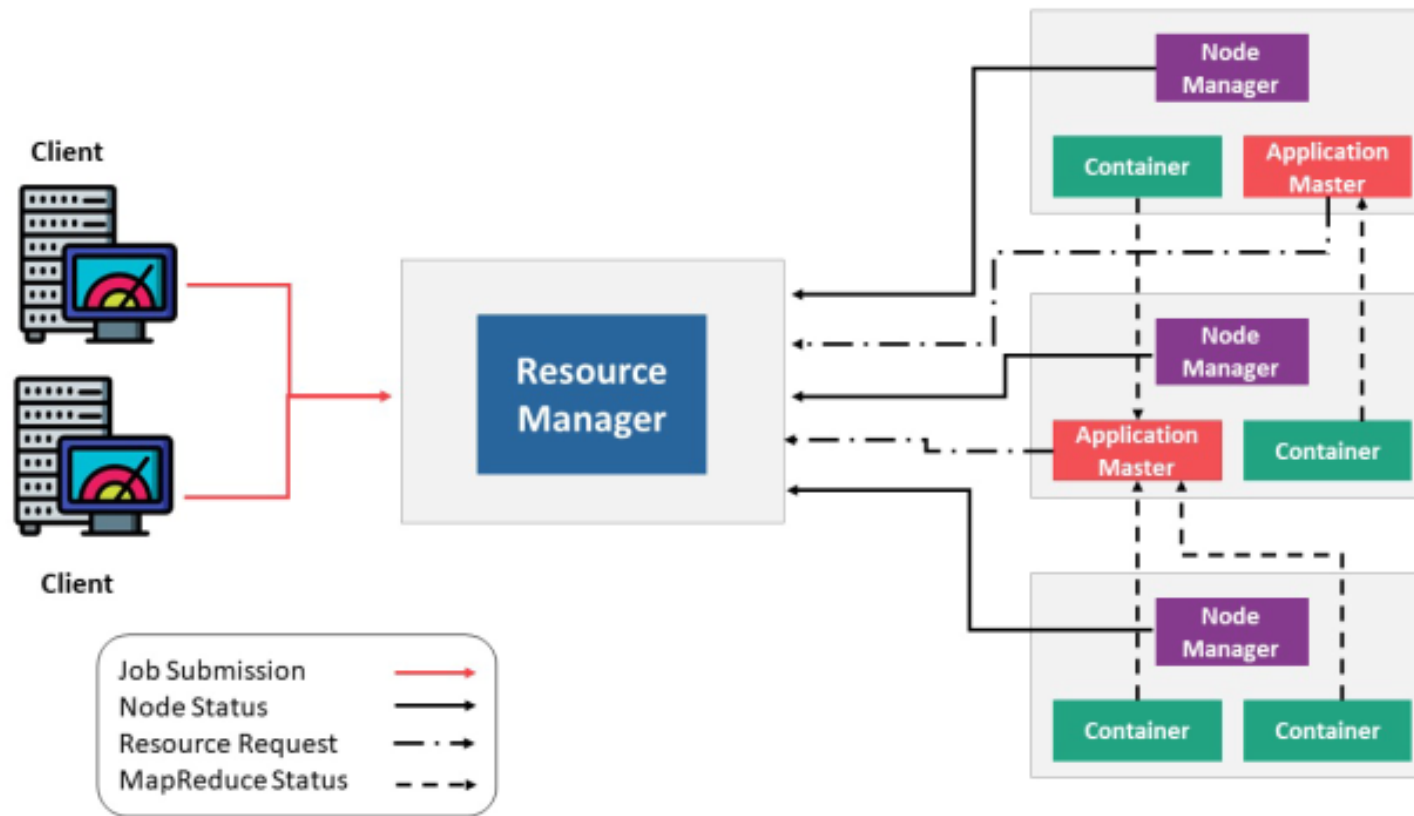 Client
Client
Resource
Manager
Node
Manager
Container
Application
Master
Node
Manager
Application
Master
Container
Node
Manager
Container
Container
Job Submission
Node Status
Resource Request
MapReduce Status